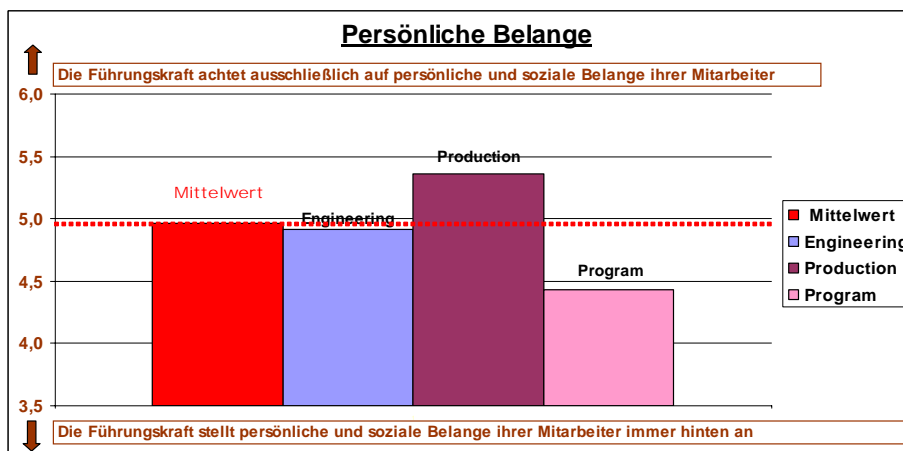 Persönliche Belange
Die Führungskraft achtet ausschließlich auf persönliche und soziale Belange ihrer Mitarbeiter
6,0
5,5
5,0
4,5
4,0
3,5
Mittelwert
Engineering
Production
Program
Mittelwert
Engineering
Production
Program
Die Führungskraft stellt persönliche und soziale Belange ihrer Mitarbeiter immer hinten an